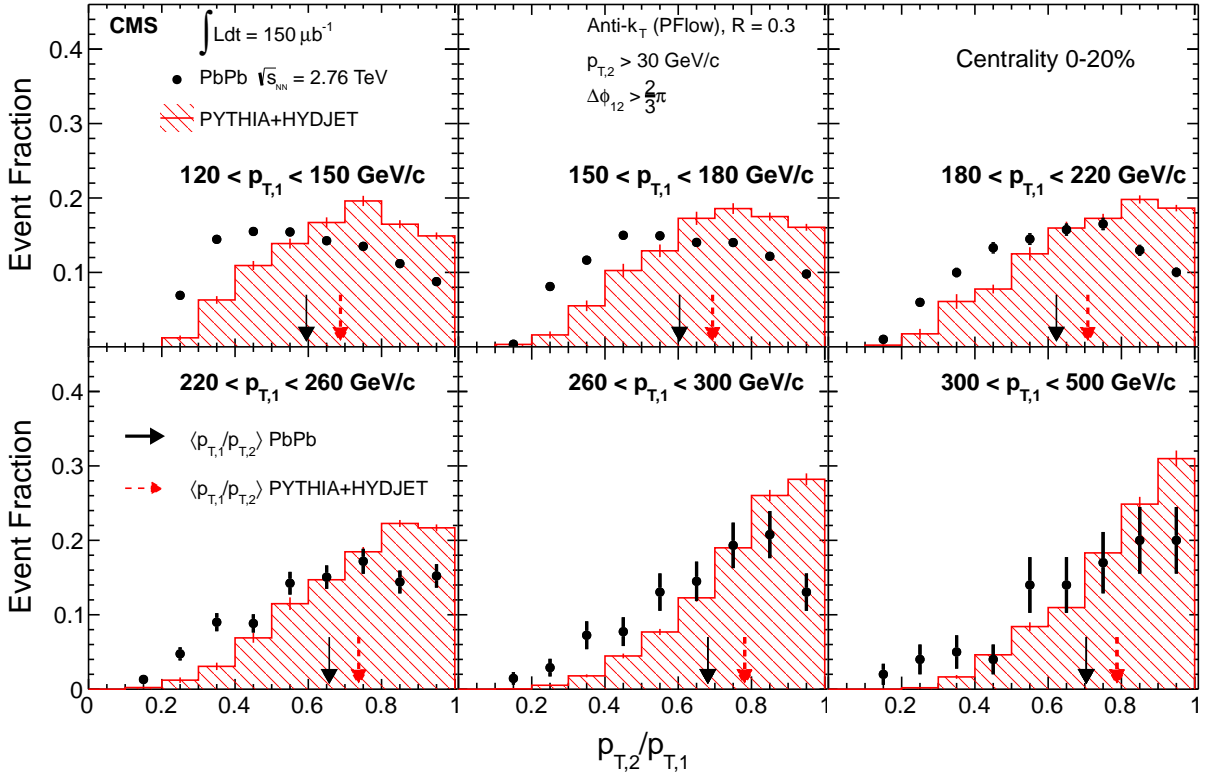 CMS
∫Ldt = 150 μb⁻¹
PbPb √s_NN = 2.76 TeV
PYTHIA+HYDJET
Anti-k_T (PFlow), R = 0.3
p_T,2 > 30 GeV/c
Δϕ_12 > 2/3 π
Centrality 0-20%
120 < p_T,1 < 150 GeV/c
150 < p_T,1 < 180 GeV/c
180 < p_T,1 < 220 GeV/c
Event Fraction
0.4
0.3
0.2
0.1
220 < p_T,1 < 260 GeV/c
260 < p_T,1 < 300 GeV/c
300 < p_T,1 < 500 GeV/c
⟨p_T,1/p_T,2⟩ PbPb
⟨p_T,1/p_T,2⟩ PYTHIA+HYDJET
Event Fraction
0.4
0.3
0.2
0.1
0
0 0.2 0.4 0.6 0.8 1
0.2 0.4 0.6 0.8 1
0.2 0.4 0.6 0.8 1
p_T,2/p_T,1